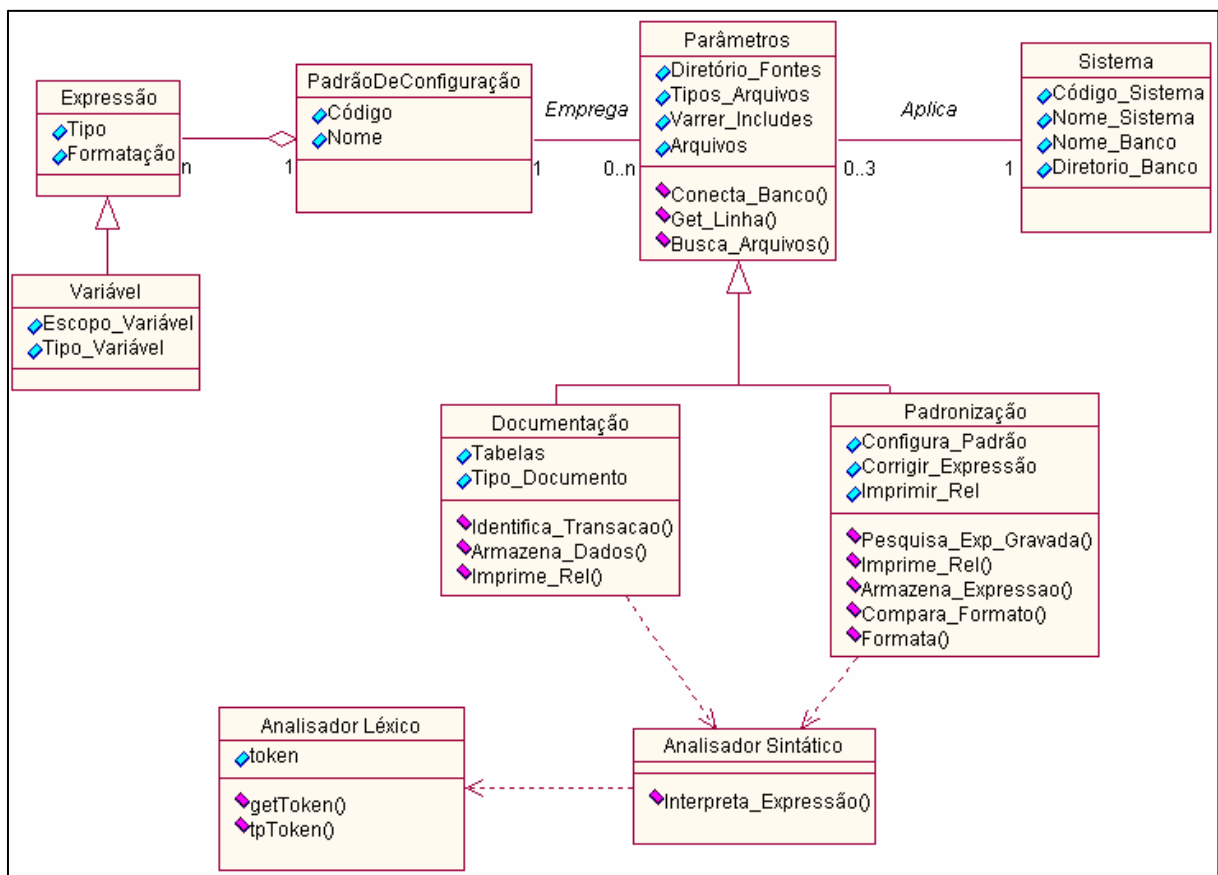 Expressão
Tipo
Formatação
n
1
PadrãoDeConfiguração
Código
Nome
Emprega
1
0..n
Parâmetros
Diretório_Fontes
Tipos_Arquivos
Varrer_Includes
Arquivos
Conecta_Banco()
Get_Linha()
Busca_Arquivos()
Aplica
0..3
1
Sistema
Código_Sistema
Nome_Sistema
Nome_Banco
Diretorio_Banco
Variável
Escopo_Variável
Tipo_Variável
Documentação
Tabelas
Tipo_Documento
Identifica_Transacao()
Armazena_Dados()
Imprime_Rel()
Padronização
Configura_Padrão
Corrigir_Expressão
Imprimir_Rel
Pesquisa_Exp_Gravada()
Imprime_Rel()
Armazena_Expressao()
Compara_Formato()
Formata()
Analisador Léxico
token
getToken()
tpToken()
Analisador Sintático
Interpreta_Expressão()